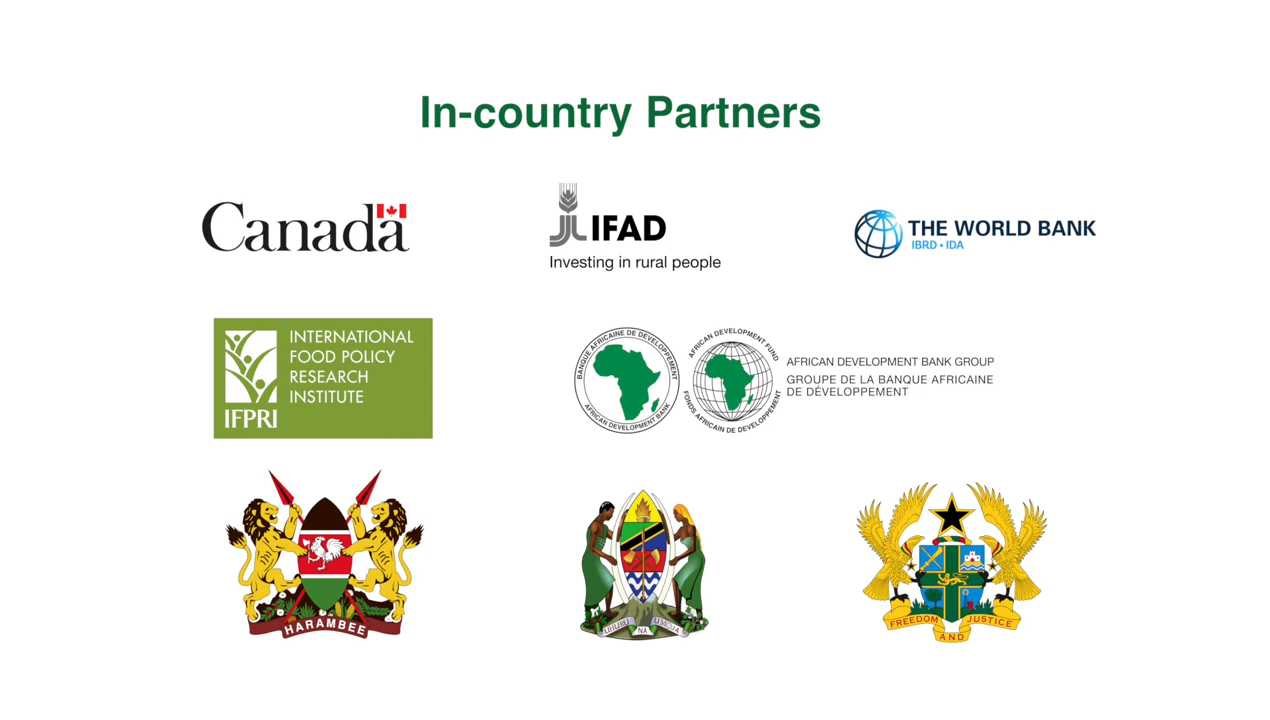 In-country Partners
Canada
IFAD
Investing in rural people
THE WORLD BANK
IBRD • IDA
INTERNATIONAL
FOOD POLICY
RESEARCH
INSTITUTE
IFPRI
BANQUE AFRICAINE DE DEVELOPPEMENT
AFRICAN DEVELOPMENT BANK
AFRICAN DEVELOPMENT FUND
FONDS AFRICAIN DE DEVELOPPEMENT
AFRICAN DEVELOPMENT BANK GROUP
GROUPE DE LA BANQUE AFRICAINE
DE DÉVELOPPEMENT
HARAMBEE
UHURU NA UMOJA
FREEDOM AND JUSTICE